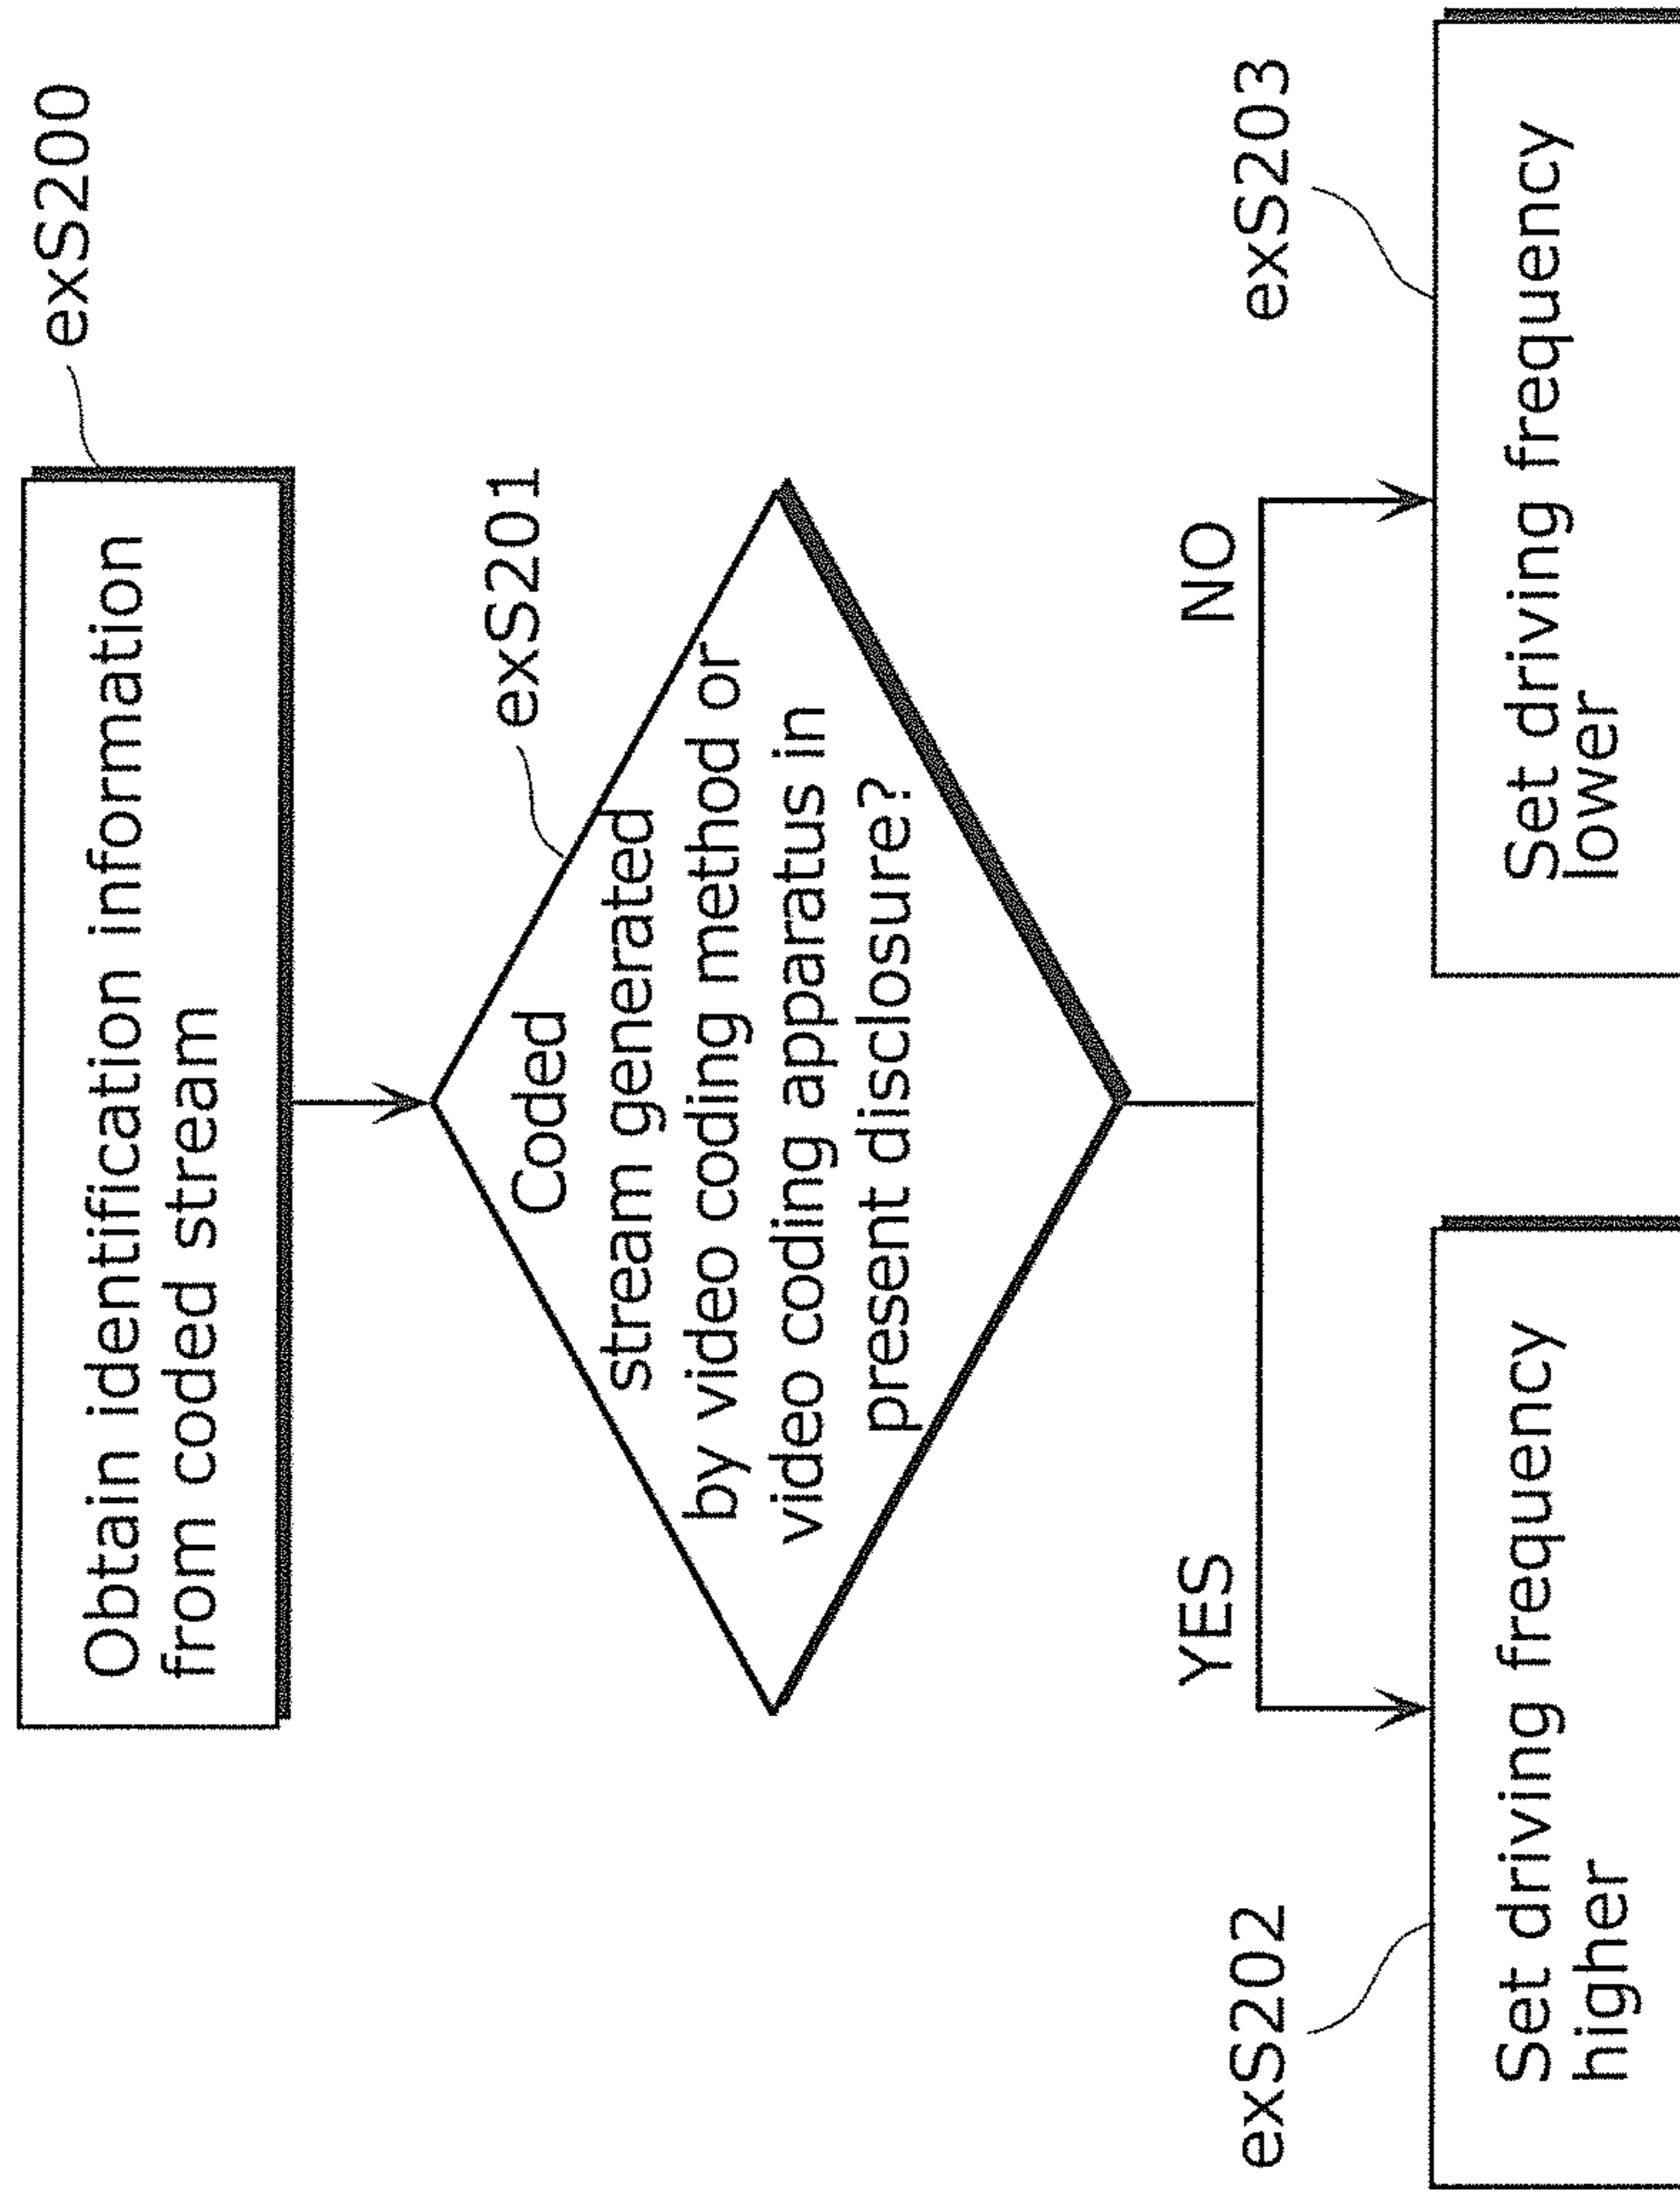 exS200
Obtain identification information
from coded stream
exS201
Coded
stream generated
by video coding method or
video coding apparatus in
present disclosure?
YES
NO
exS202
exS203
Set driving frequency
higher
Set driving frequency
lower